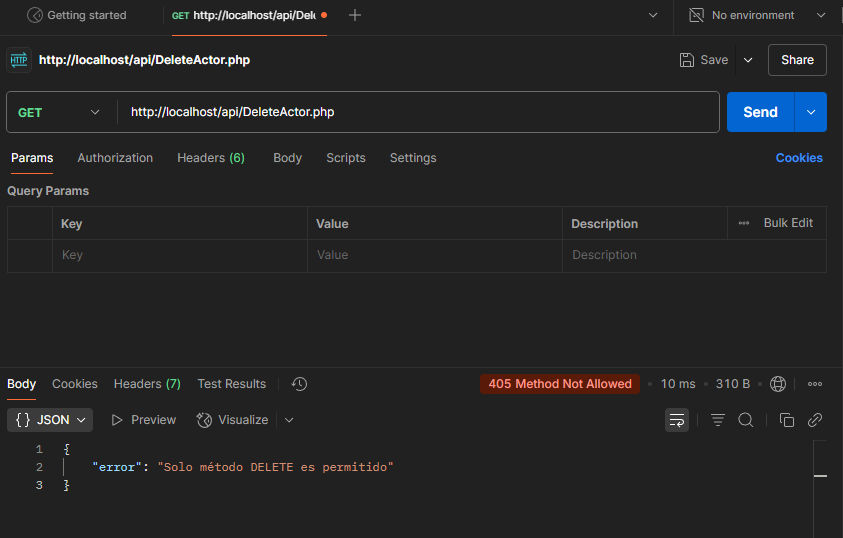 Getting started
GET http://localhost/api/Dele
No environment
HTTP http://localhost/api/DeleteActor.php
Save
Share
GET
http://localhost/api/DeleteActor.php
Send
Params Authorization Headers (6) Body Scripts Settings
Cookies
Query Params
Key Value Description ••• Bulk Edit
Key Value Description
Body Cookies Headers (7) Test Results
405 Method Not Allowed • 10 ms • 310 B •
{} JSON Preview Visualize
1 {
2 "error": "Solo método DELETE es permitido"
3 }